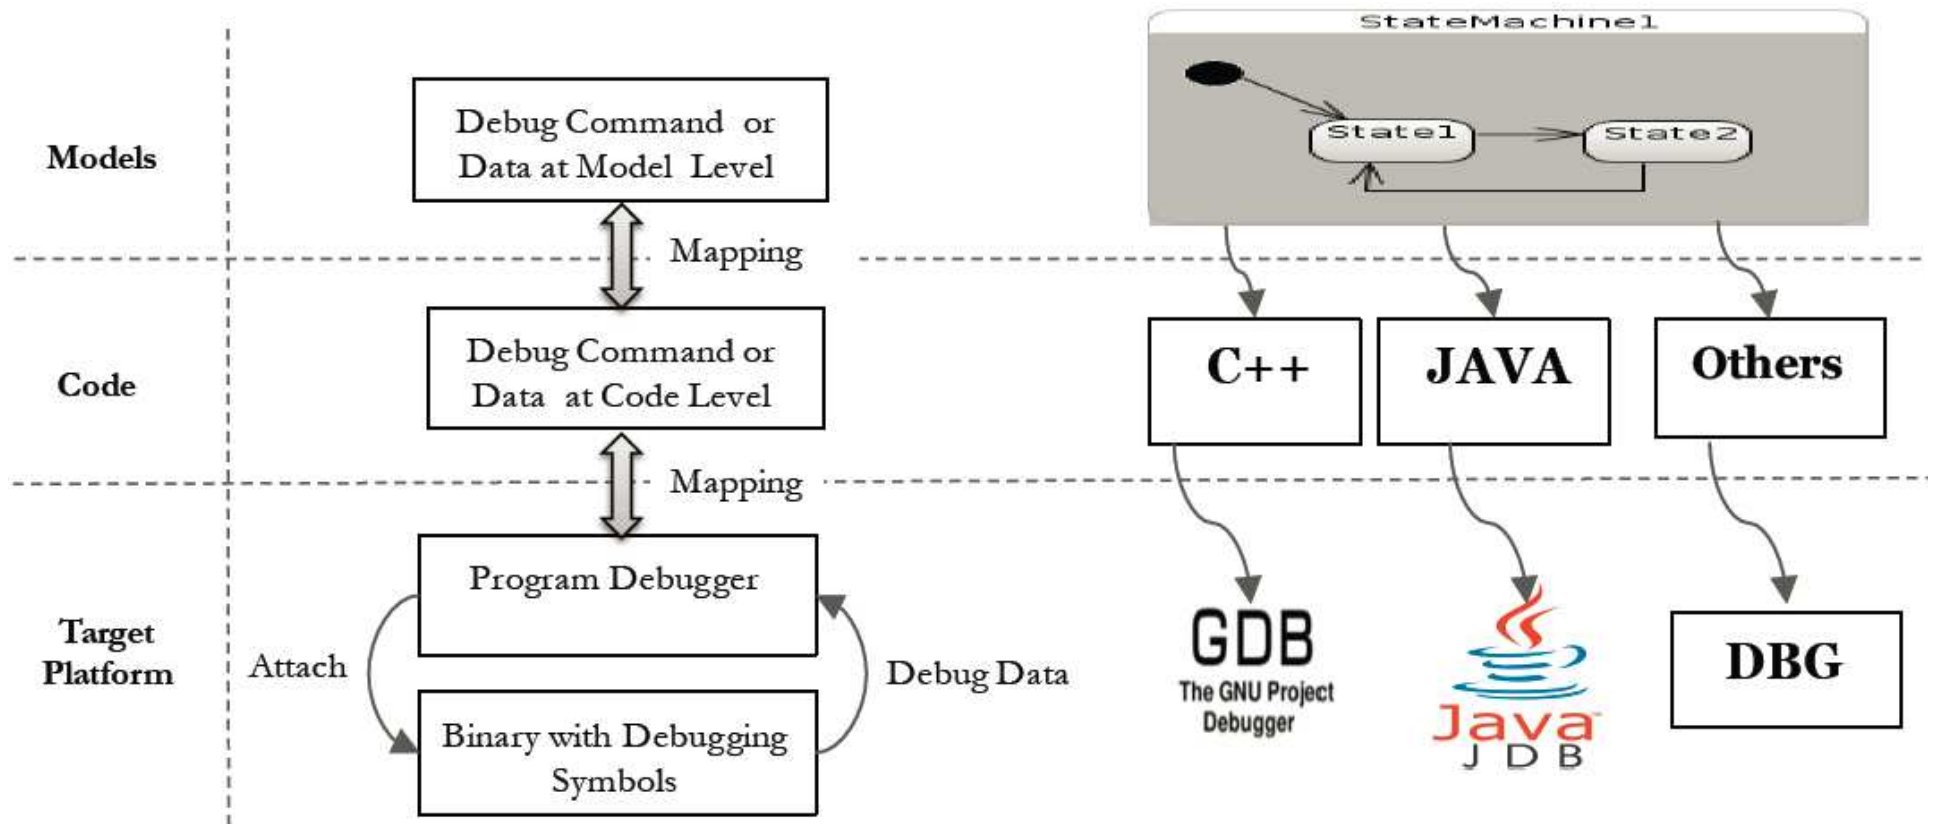 StateMachine1
State1
State2
Models
Debug Command or
Data at Model Level
Mapping
Code
Debug Command or
Data at Code Level
C++
JAVA
Others
Mapping
Target
Platform
Program Debugger
Attach
Debug Data
Binary with Debugging
Symbols
GDB
The GNU Project
Debugger
Java™
JDB
DBG